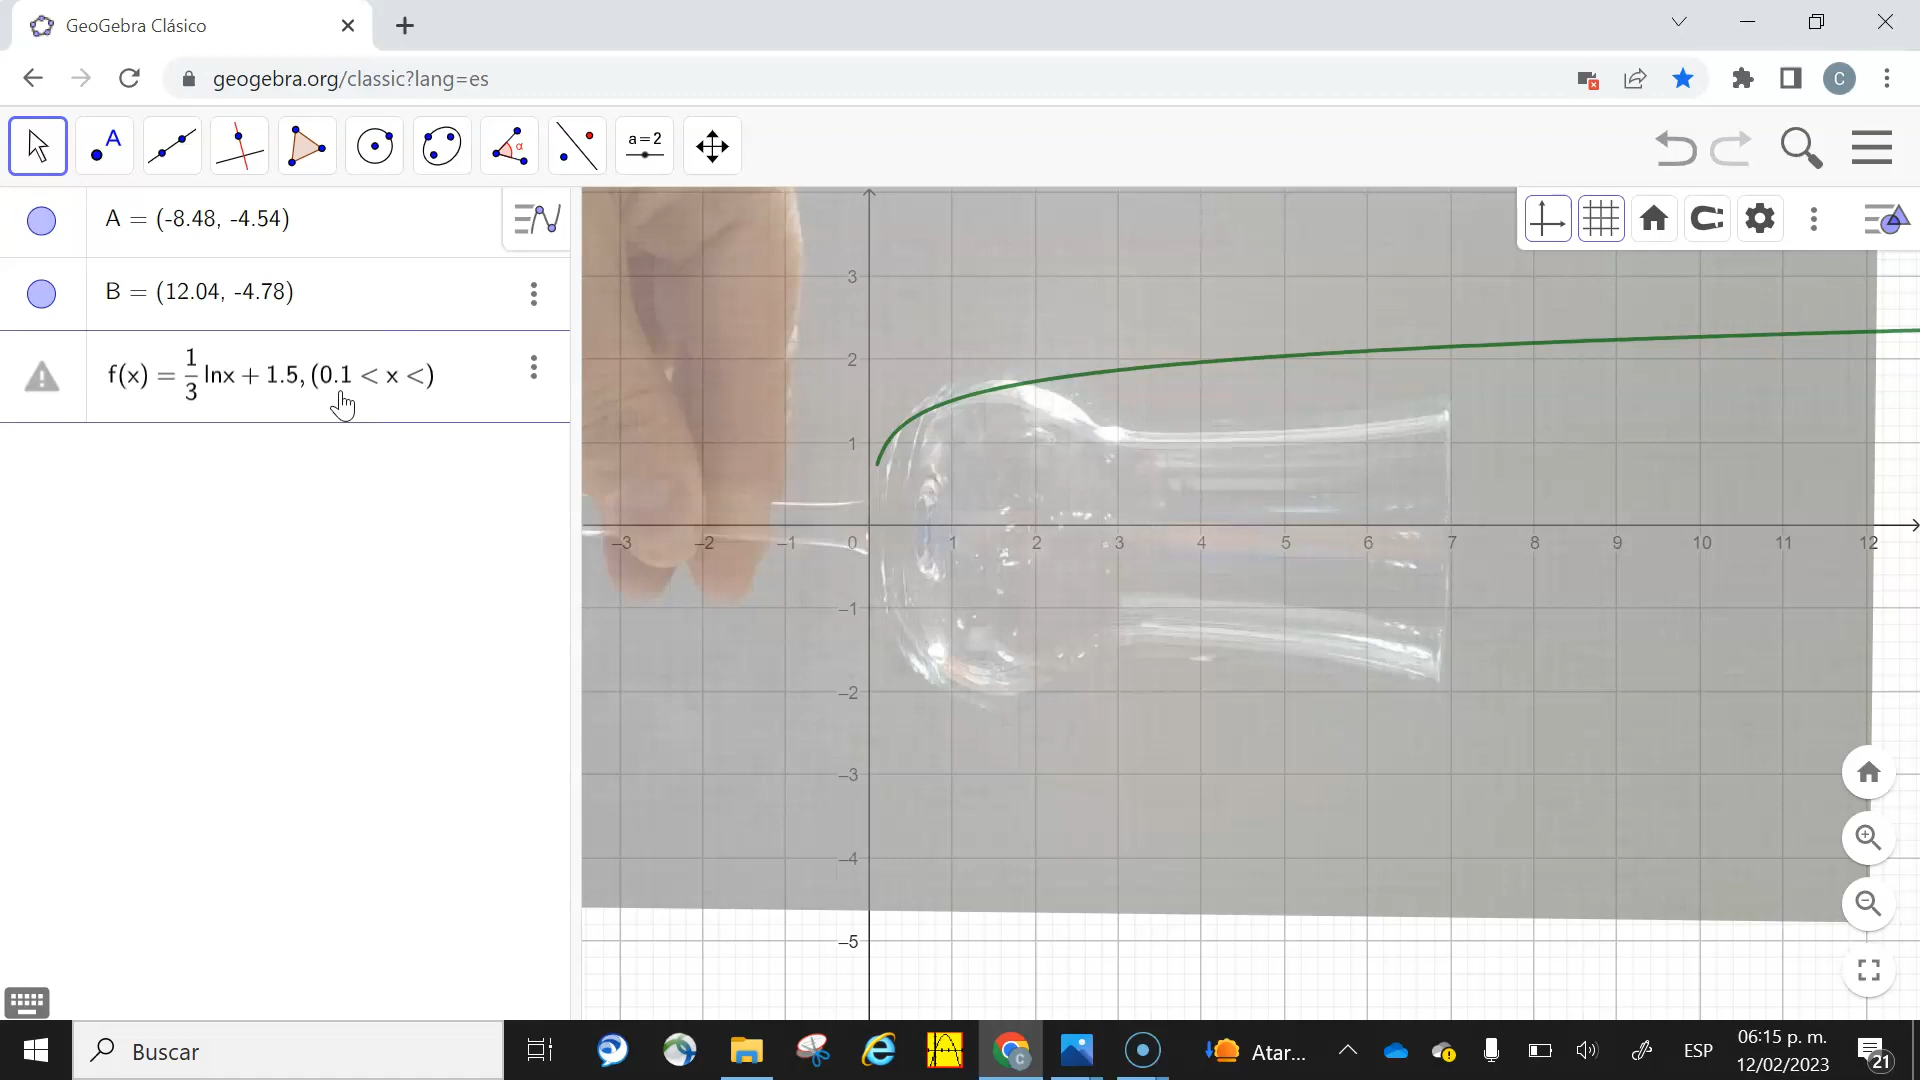 GeoGebra Clásico
geogebra.org/classic?lang=es
C
A
α
a=2
A = (-8.48, -4.54)
B = (12.04, -4.78)
f(x) = 1/3 lnx + 1.5, (0.1 < x <)
3
2
1
0
–1
–2
–3
–4
–5
–3 –2 –1 0 1 2 3 4 5 6 7 8 9 10 11 12
Buscar
C
Atar...
ESP
06:15 p. m.
12/02/2023
21